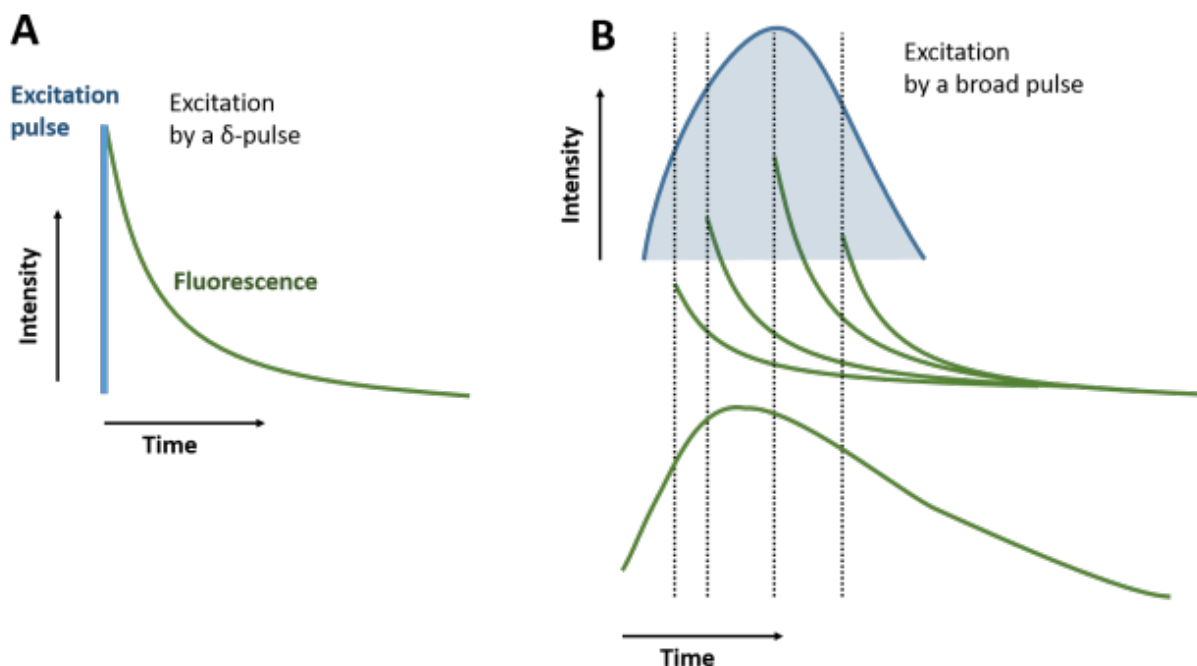 A
Excitation
pulse
Excitation
by a δ-pulse
Intensity
Fluorescence
Time
B
Excitation
by a broad pulse
Intensity
Time